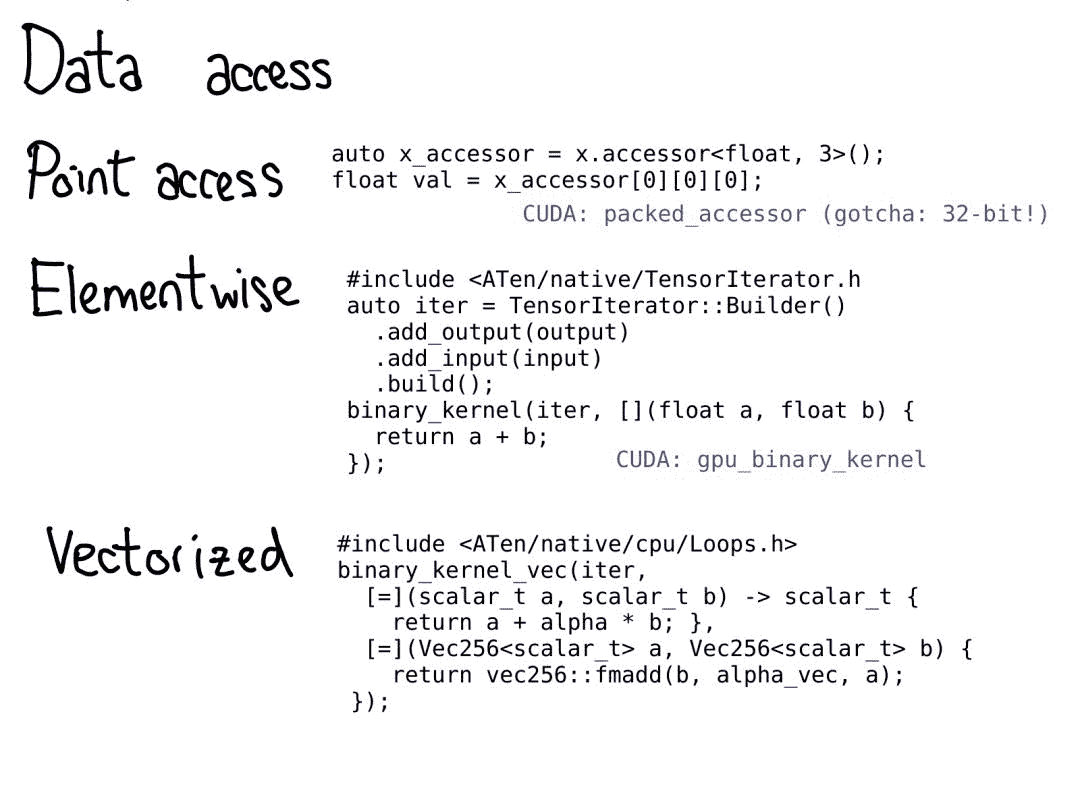 Data access
Point access
auto x_accessor = x.accessor<float, 3>();
float val = x_accessor[0][0][0];
CUDA: packed_accessor (gotcha: 32-bit!)
Elementwise
#include <ATen/native/TensorIterator.h
auto iter = TensorIterator::Builder()
  .add_output(output)
  .add_input(input)
  .build();
binary_kernel(iter, [](float a, float b) {
  return a + b;
});
CUDA: gpu_binary_kernel
Vectorized
#include <ATen/native/cpu/Loops.h>
binary_kernel_vec(iter,
  [=](scalar_t a, scalar_t b) -> scalar_t {
    return a + alpha * b; },
  [=](Vec256<scalar_t> a, Vec256<scalar_t> b) {
    return vec256::fmadd(b, alpha_vec, a);
 });